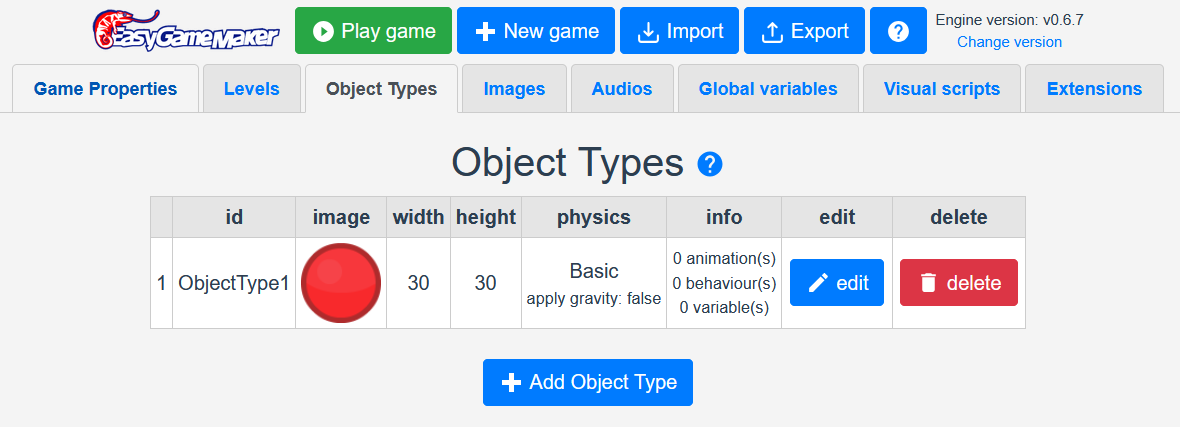 EasyGameMaker
Play game
New game
Import
Export
?
Engine version: v0.6.7
Change version
Game Properties
Levels
Object Types
Images
Audios
Global variables
Visual scripts
Extensions
Object Types ?
id image width height physics info edit delete
1 ObjectType1 30 30 Basic
apply gravity: false
0 animation(s)
0 behaviour(s)
0 variable(s)
edit
delete
Add Object Type